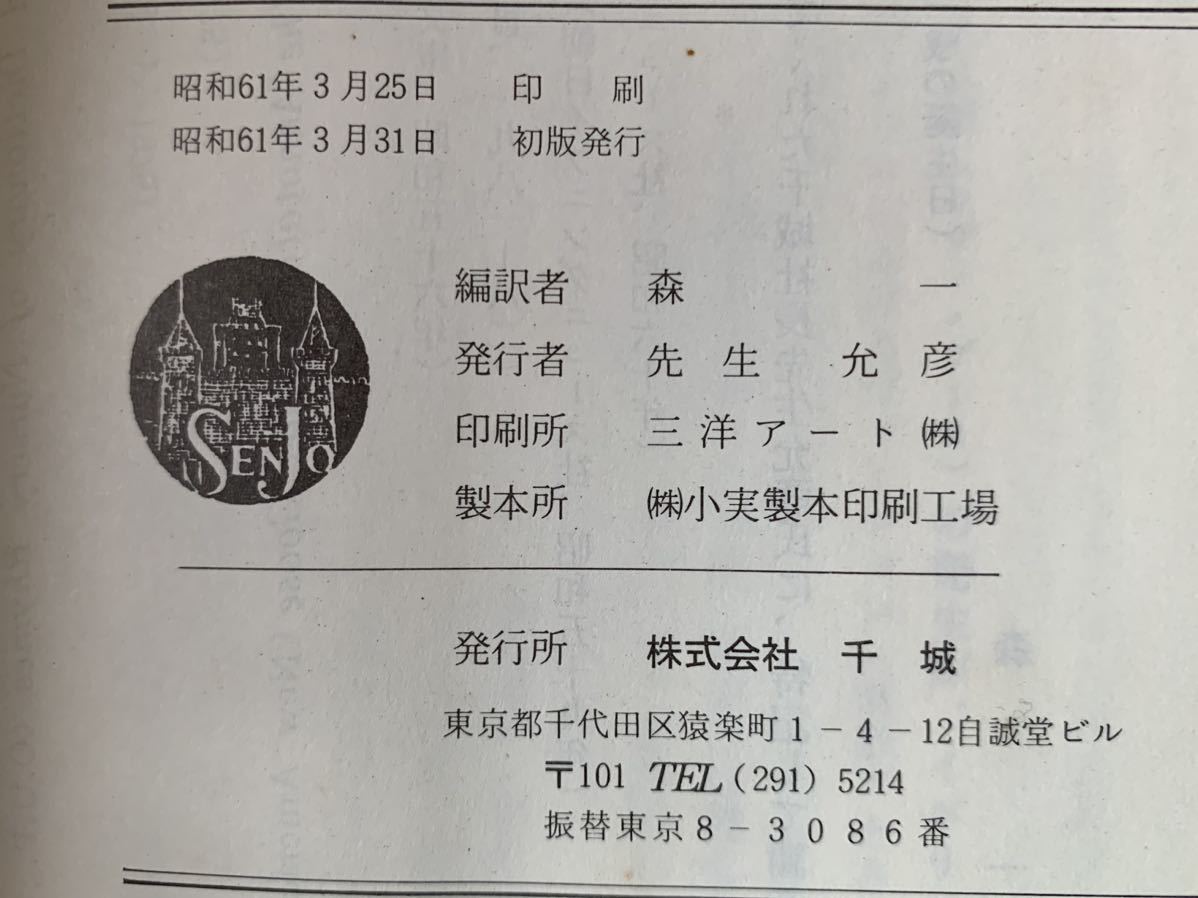 昭和61年3月25日 印 刷
昭和61年3月31日 初版発行
SENJO
編訳者 森 一
発行者 先生 允彦
印刷所 三洋アート㈱
製本所 ㈱小実製本印刷工場
発行所 株式会社 千 城
東京都千代田区猿楽町1-4-12自誠堂ビル
〒101 TEL(291)5214
振替東京8-3086番